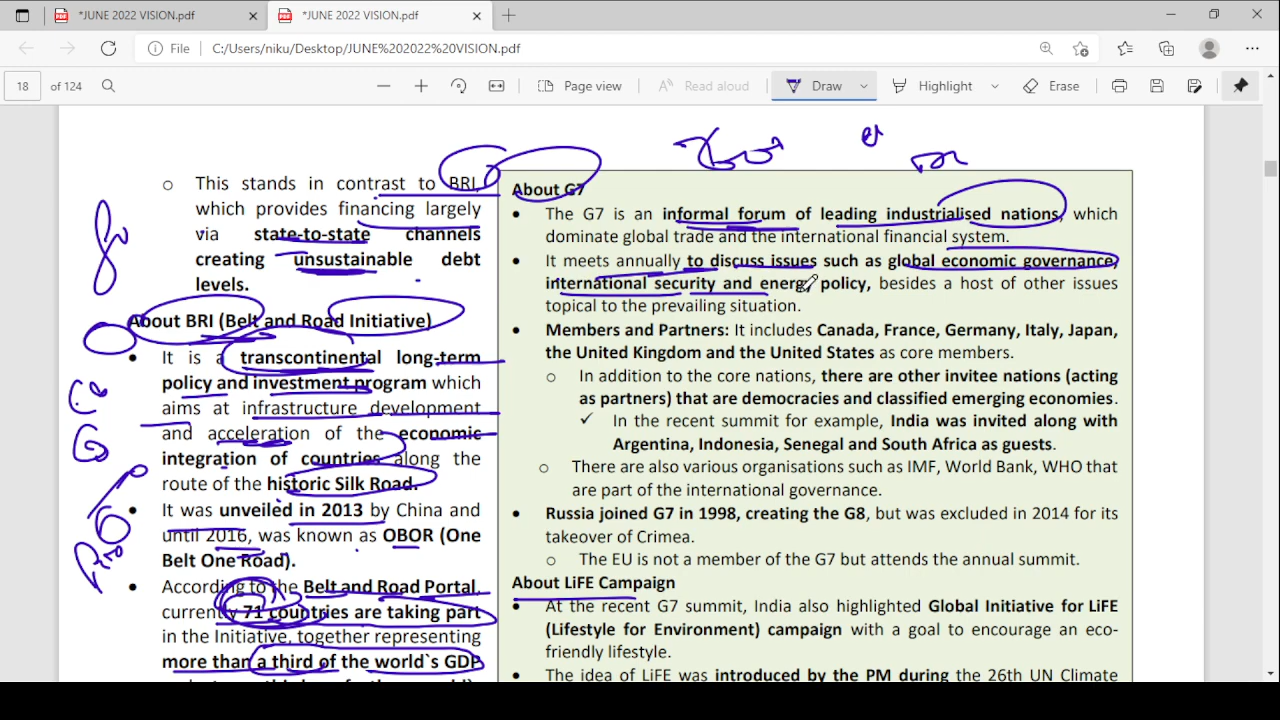 *JUNE 2022 VISION.pdf
*JUNE 2022 VISION.pdf
File
C:/Users/niku/Desktop/JUNE%202022%20VISION.pdf
18 of 124
Page view
Read aloud
Draw
Highlight
Erase
This stands in contrast to BRI,
which provides financing largely
via state-to-state channels
creating unsustainable debt
levels.
About BRI (Belt and Road Initiative)
• It is a transcontinental long-term
policy and investment program which
aims at infrastructure development
and acceleration of the economic
integration of countries along the
route of the historic Silk Road.
• It was unveiled in 2013 by China and
until 2016, was known as OBOR (One
Belt One Road).
• According to the Belt and Road Portal,
currently 71 countries are taking part
in the Initiative, together representing
more than a third of the world`s GDP
About G7
• The G7 is an informal forum of leading industrialised nations, which
dominate global trade and the international financial system.
• It meets annually to discuss issues such as global economic governance,
international security and energy policy, besides a host of other issues
topical to the prevailing situation.
• Members and Partners: It includes Canada, France, Germany, Italy, Japan,
the United Kingdom and the United States as core members.
o In addition to the core nations, there are other invitee nations (acting
as partners) that are democracies and classified emerging economies.
✓ In the recent summit for example, India was invited along with
Argentina, Indonesia, Senegal and South Africa as guests.
o There are also various organisations such as IMF, World Bank, WHO that
are part of the international governance.
• Russia joined G7 in 1998, creating the G8, but was excluded in 2014 for its
takeover of Crimea.
o The EU is not a member of the G7 but attends the annual summit.
About LiFE Campaign
• At the recent G7 summit, India also highlighted Global Initiative for LiFE
(Lifestyle for Environment) campaign with a goal to encourage an eco-
friendly lifestyle.
• The idea of LiFE was introduced by the PM during the 26th UN Climate